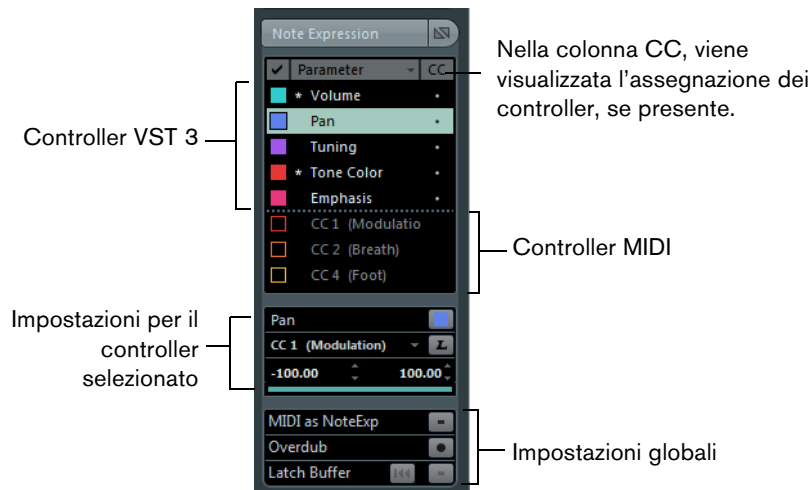 Note Expression
Parameter CC
Nella colonna CC, viene
visualizzata l'assegnazione dei
controller, se presente.
Controller VST 3
* Volume
Pan
Tuning
* Tone Color
Emphasis
CC 1 (Modulatio
CC 2 (Breath)
CC 4 (Foot)
Controller MIDI
Impostazioni per il
controller
selezionato
Pan
CC 1 (Modulation) L
-100.00 100.00
MIDI as NoteExp
Overdub
Latch Buffer
Impostazioni globali